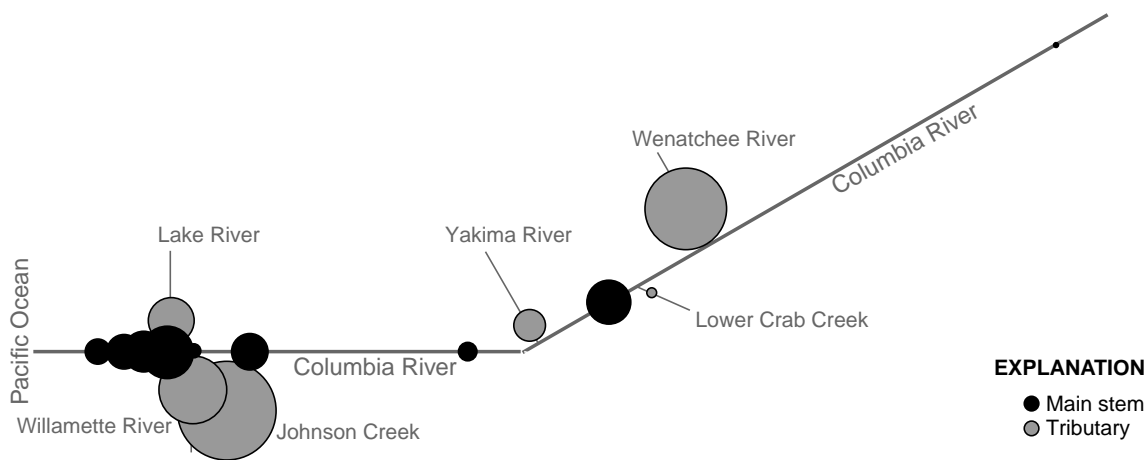 Columbia River
Wenatchee River
Lake River
Yakima River
Pacific Ocean
Lower Crab Creek
Columbia River
Willamette River
Johnson Creek
EXPLANATION
Main stem
Tributary